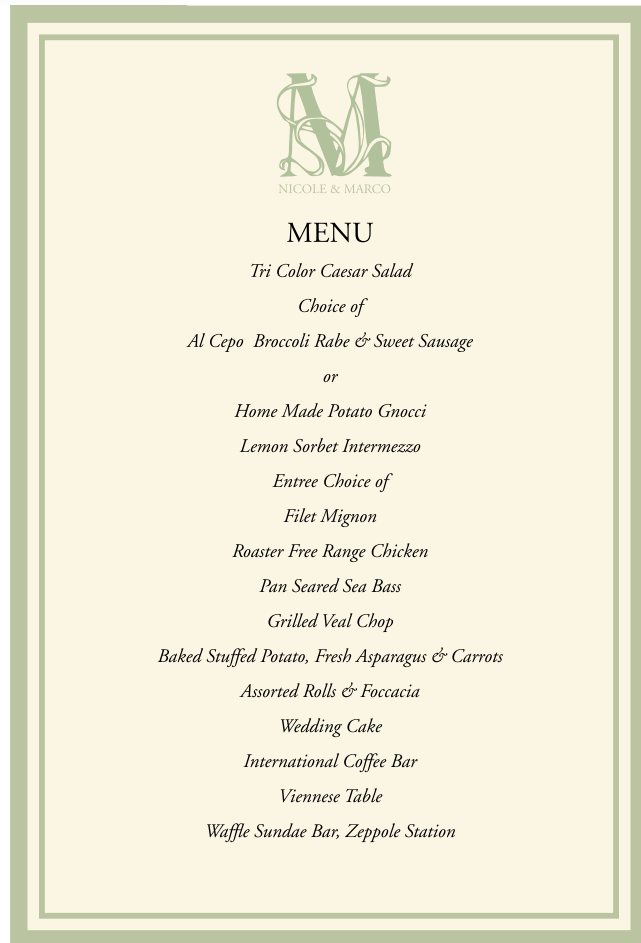 M
NICOLE & MARCO
MENU
Tri Color Caesar Salad
Choice of
Al Cepo Broccoli Rabe & Sweet Sausage
or
Home Made Potato Gnocci
Lemon Sorbet Intermezzo
Entree Choice of
Filet Mignon
Roaster Free Range Chicken
Pan Seared Sea Bass
Grilled Veal Chop
Baked Stuffed Potato, Fresh Asparagus & Carrots
Assorted Rolls & Foccacia
Wedding Cake
International Coffee Bar
Viennese Table
Waffle Sundae Bar, Zeppole Station